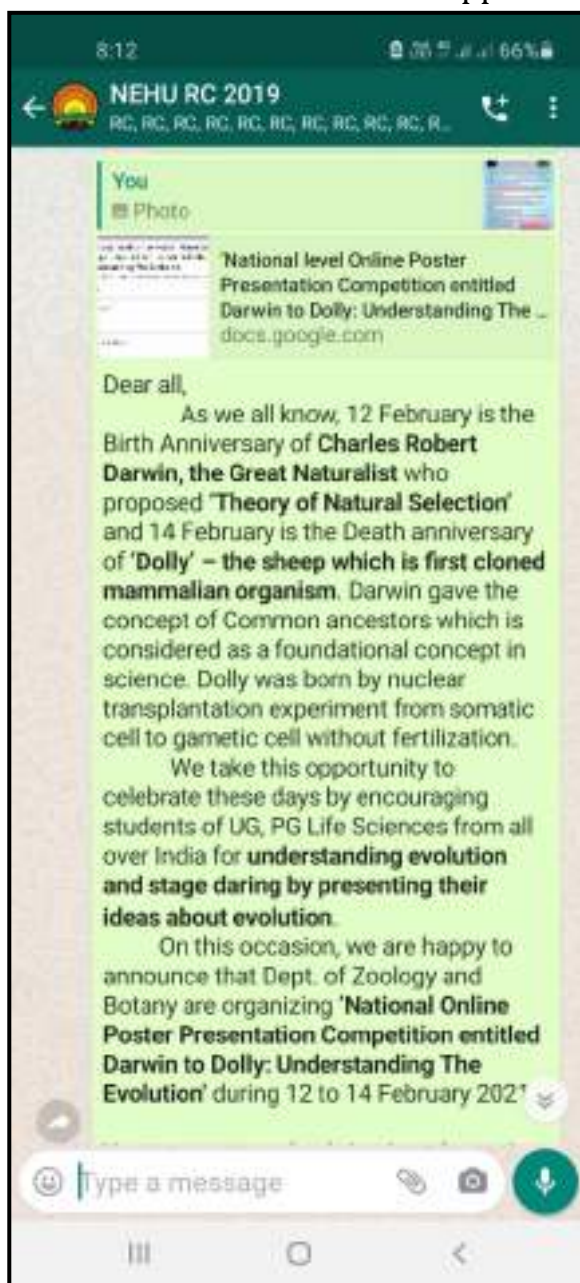 8:12
66%
NEHU RC 2019
RC, RC, RC, RC, RC, RC, RC, RC, RC, R...
You
Photo
'National level Online Poster
Presentation Competition entitled
Darwin to Dolly: Understanding The ...
docs.google.com
Dear all,
As we all know, 12 February is the
Birth Anniversary of Charles Robert
Darwin, the Great Naturalist who
proposed 'Theory of Natural Selection'
and 14 February is the Death anniversary
of 'Dolly' – the sheep which is first cloned
mammalian organism. Darwin gave the
concept of Common ancestors which is
considered as a foundational concept in
science. Dolly was born by nuclear
transplantation experiment from somatic
cell to gametic cell without fertilization.
We take this opportunity to
celebrate these days by encouraging
students of UG, PG Life Sciences from all
over India for understanding evolution
and stage daring by presenting their
ideas about evolution.
On this occasion, we are happy to
announce that Dept. of Zoology and
Botany are organizing 'National Online
Poster Presentation Competition entitled
Darwin to Dolly: Understanding The
Evolution' during 12 to 14 February 2021
Type a message